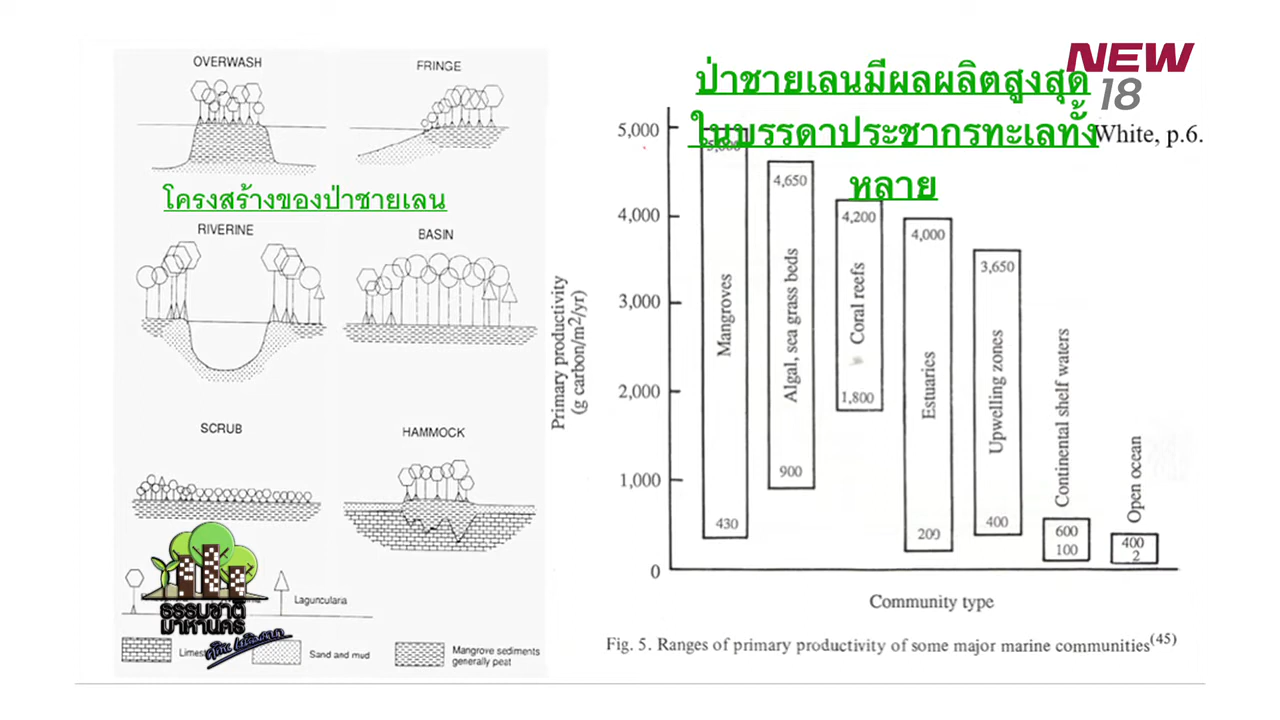 OVERWASH
FRINGE
โครงสร้างของป่าชายเลน
RIVERINE
BASIN
SCRUB
HAMMOCK
Laguncularia
Sand and mud
Mangrove sediments
generally peat
ธรรมชาติ
มาหานคร
NEW
18
ป่าชายเลนมีผลผลิตสูงสุด
ในบรรดาประชากรทะเลทั้ง
หลาย
White, p.6.
Primary productivity
(g carbon/m2/yr)
5,000
4,000
3,000
2,000
1,000
0
5,000
Mangroves
430
4,650
Algal, sea grass beds
900
4,200
Coral reefs
1,800
4,000
Estuaries
200
3,650
Upwelling zones
400
Continental shelf waters
600
100
Open ocean
400
2
Community type
Fig. 5. Ranges of primary productivity of some major marine communities(45)